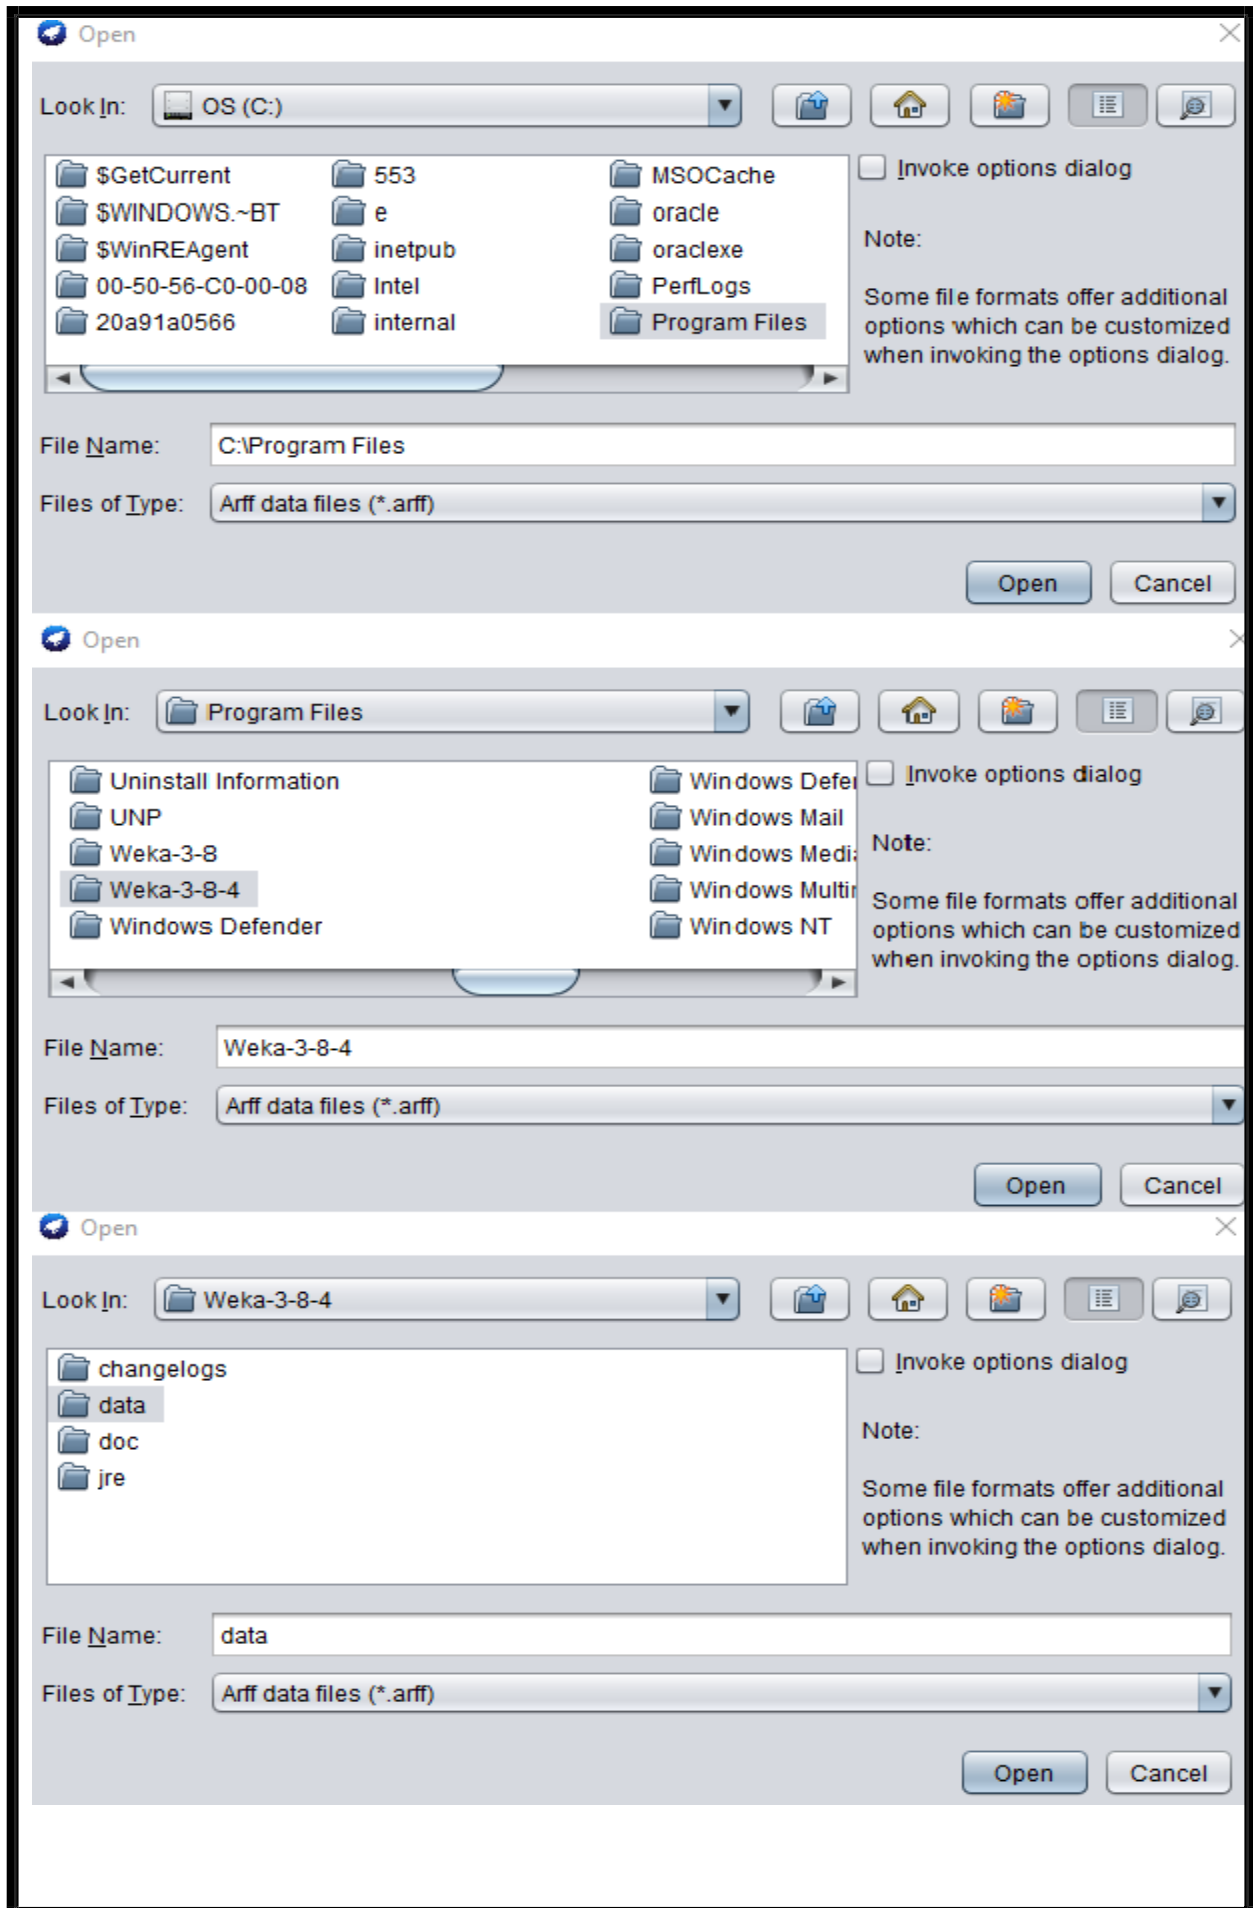 Open
Look In: OS (C:)
$GetCurrent 553 MSOCache
$WINDOWS.~BT e oracle
$WinREAgent inetpub oraclexe
00-50-56-C0-00-08 Intel PerfLogs
20a91a0566 internal Program Files
Invoke options dialog
Note:
Some file formats offer additional
options which can be customized
when invoking the options dialog.
File Name: C:\Program Files
Files of Type: Arff data files (*.arff)
Open Cancel
Open
Look In: Program Files
Uninstall Information Windows Defe
UNP Windows Mail
Weka-3-8 Windows Medi
Weka-3-8-4 Windows Multi
Windows Defender Windows NT
Invoke options dialog
Note:
Some file formats offer additional
options which can be customized
when invoking the options dialog.
File Name: Weka-3-8-4
Files of Type: Arff data files (*.arff)
Open Cancel
Open
Look In: Weka-3-8-4
changelogs
data
doc
jre
Invoke options dialog
Note:
Some file formats offer additional
options which can be customized
when invoking the options dialog.
File Name: data
Files of Type: Arff data files (*.arff)
Open Cancel